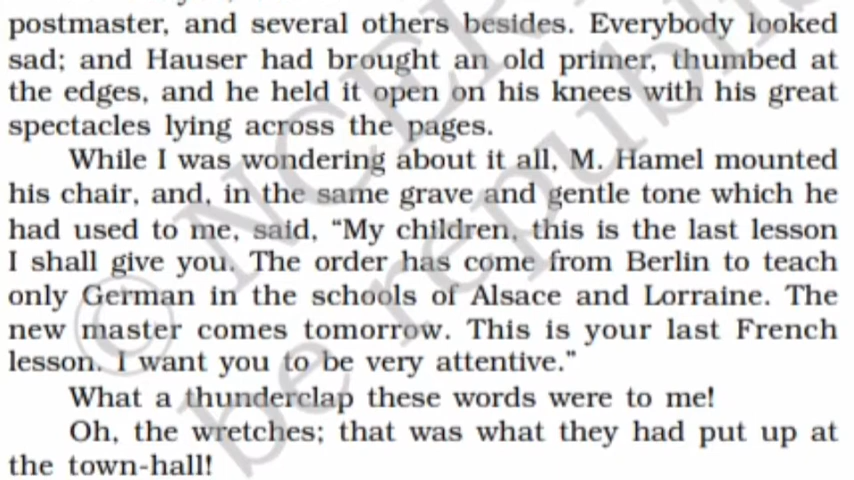 postmaster, and several others besides. Everybody looked
sad; and Hauser had brought an old primer, thumbed at
the edges, and he held it open on his knees with his great
spectacles lying across the pages.
While I was wondering about it all, M. Hamel mounted
his chair, and, in the same grave and gentle tone which he
had used to me, said, “My children, this is the last lesson
I shall give you. The order has come from Berlin to teach
only German in the schools of Alsace and Lorraine. The
new master comes tomorrow. This is your last French
lesson. I want you to be very attentive.”
What a thunderclap these words were to me!
Oh, the wretches; that was what they had put up at
the town-hall!
© NCER
be republi